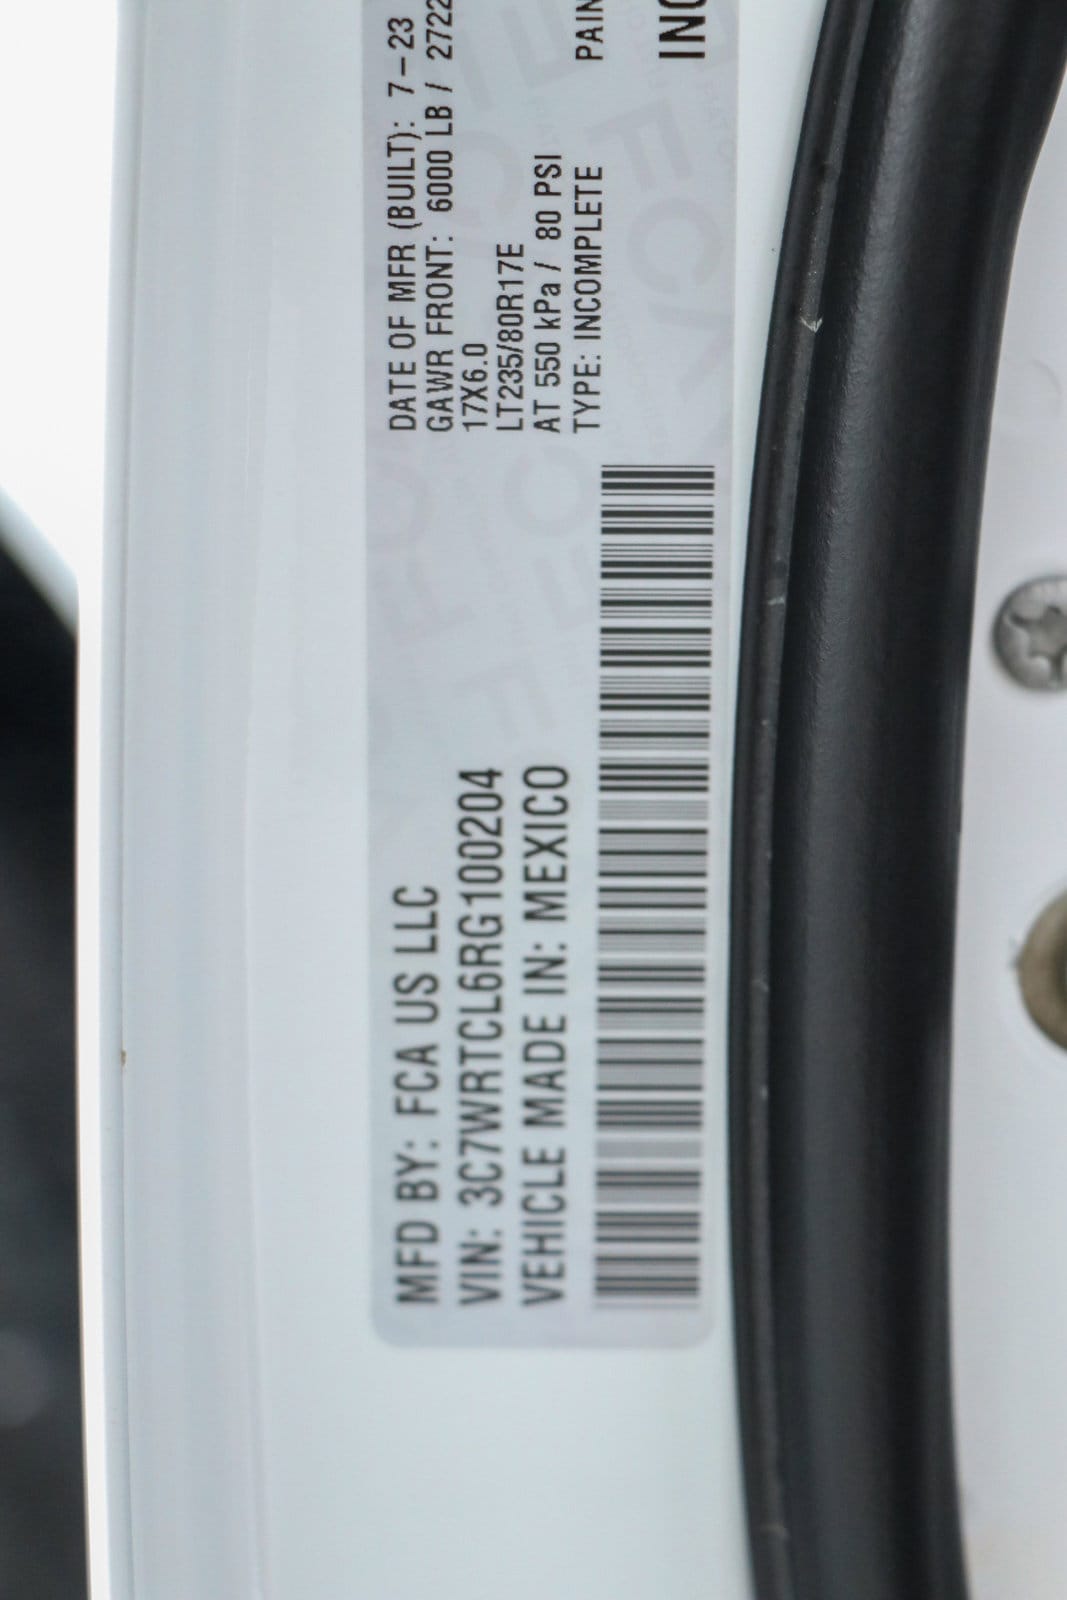 MFD BY: FCA US LLC
VIN: 3C7WRTCL6RG100204
VEHICLE MADE IN: MEXICO
DATE OF MFR (BUILT): 7-23
GAWR FRONT: 6000 LB / 2722
17X6.0
LT235/80R17E
AT 550 kPa / 80 PSI
TYPE: INCOMPLETE